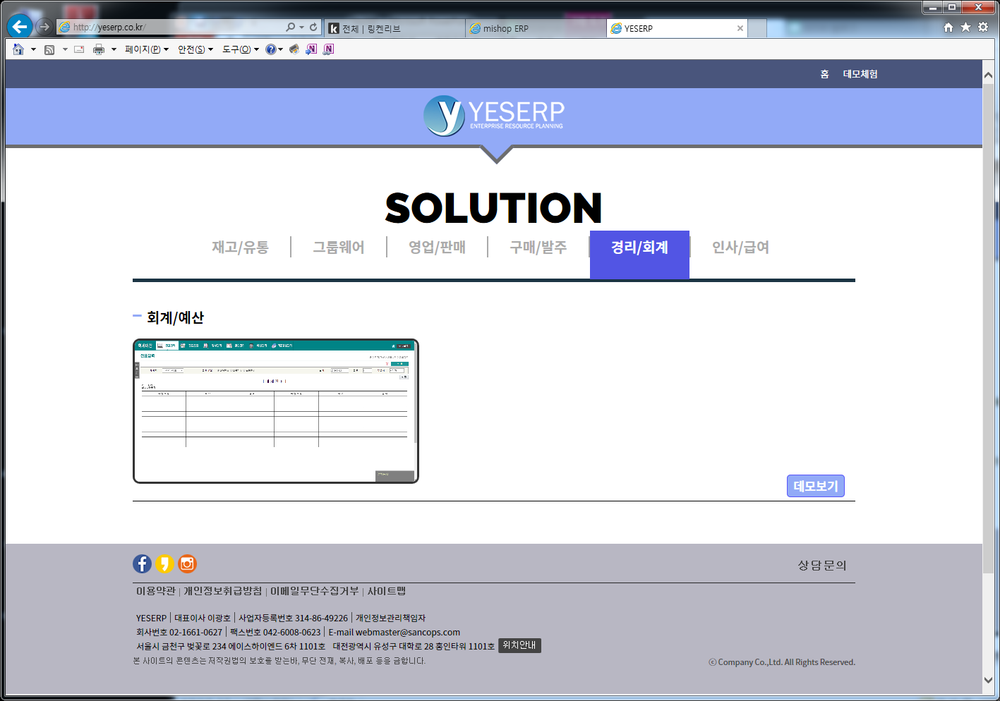 http://yeserp.co.kr/
전체 | 링켄리브
mishop ERP
YESERP
페이지(P)
안전(S)
도구(O)
홈 데모체험
YESERP
ENTERPRISE RESOURCE PLANNING
SOLUTION
재고/유통
그룹웨어
영업/판매
구매/발주
경리/회계
인사/급여
회계/예산
데모보기
상담문의
이용약관 | 개인정보취급방침 | 이메일무단수집거부 | 사이트맵
YESERP | 대표이사 이광호 | 사업자등록번호 314-86-49226 | 개인정보관리책임자
회사번호 02-1661-0627 | 팩스번호 042-6008-0623 | E-mail webmaster@sancops.com
서울시 금천구 벚꽃로 234 에이스하이엔드 6차 1101호 대전광역시 유성구 대학로 28 홍인타워 1101호 위치안내
본 사이트의 콘텐츠는 저작권법의 보호를 받는바, 무단 전재, 복사, 배포 등을 금합니다.
ⓒ Company Co.,Ltd. All Rights Reserved.